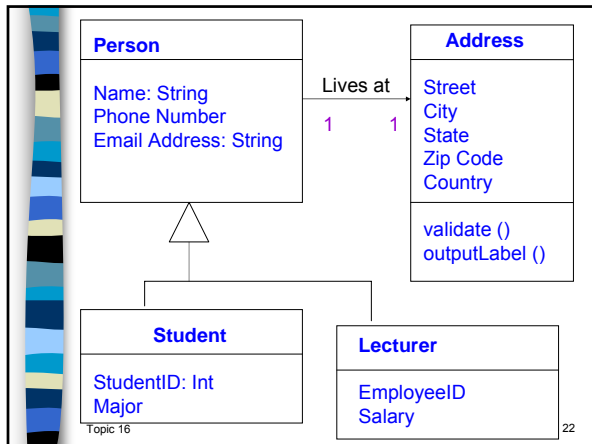 Person
Name: String
Phone Number
Email Address: String
Lives at
1 1
Address
Street
City
State
Zip Code
Country
validate ()
outputLabel ()
Student
StudentID: Int
Major
Lecturer
EmployeeID
Salary
Topic 16
22